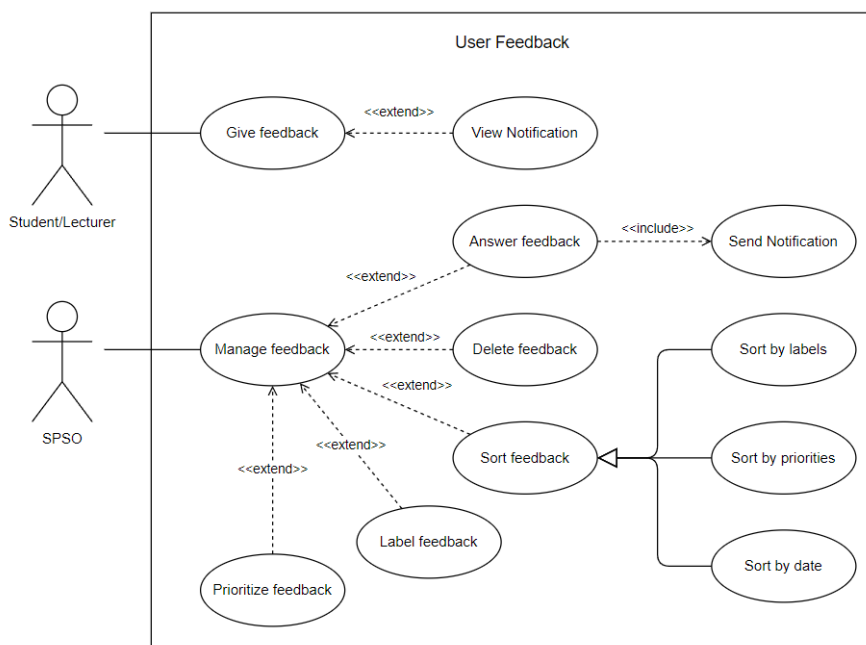 User Feedback
<<extend>>
Give feedback
View Notification
Student/Lecturer
<<include>>
Answer feedback
Send Notification
<<extend>>
<<extend>>
Manage feedback
Delete feedback
Sort by labels
<<extend>>
SPSO
<<extend>>
Sort feedback
Sort by priorities
<<extend>>
Label feedback
Sort by date
Prioritize feedback